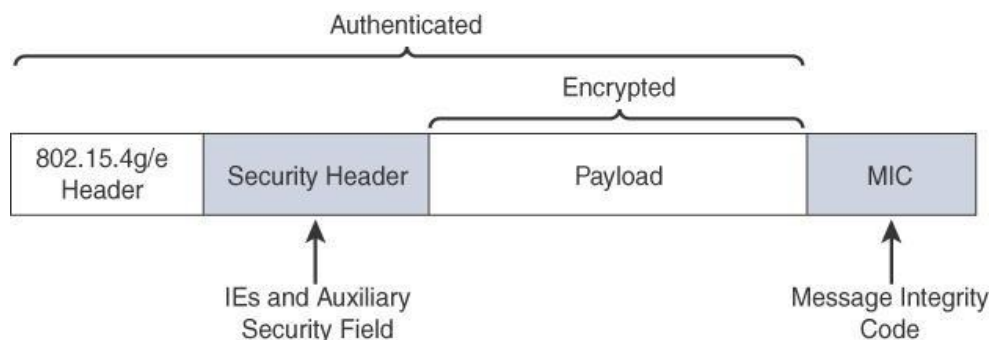 Authenticated
Encrypted
802.15.4g/e
Header
Security Header
Payload
MIC
IEs and Auxiliary
Security Field
Message Integrity
Code